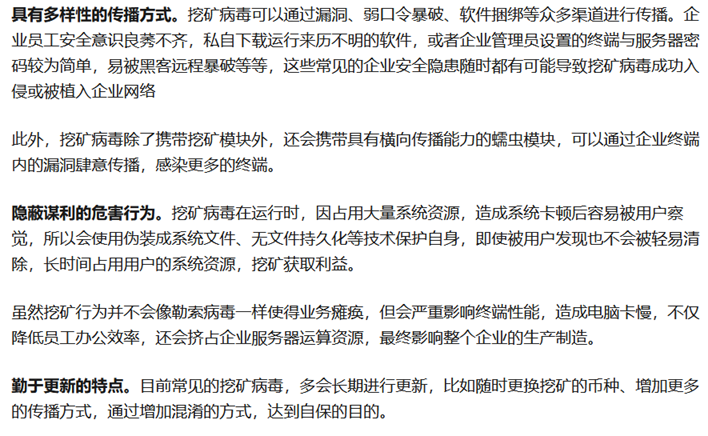 具有多样性的传播方式。挖矿病毒可以通过漏洞、弱口令暴破、软件捆绑等众多渠道进行传播。企
业员工安全意识良莠不齐，私自下载运行来历不明的软件，或者企业管理员设置的终端与服务器密
码较为简单，易被黑客远程暴破等等，这些常见的企业安全隐患随时都有可能导致挖矿病毒成功入
侵或被植入企业网络
此外，挖矿病毒除了携带挖矿模块外，还会携带具有横向传播能力的蠕虫模块，可以通过企业终端
内的漏洞肆意传播，感染更多的终端。
隐蔽谋利的危害行为。挖矿病毒在运行时，因占用大量系统资源，造成系统卡顿后容易被用户察
觉，所以会使用伪装成系统文件、无文件持久化等技术保护自身，即使被用户发现也不会被轻易清
除，长时间占用用户的系统资源，挖矿获取利益。
虽然挖矿行为并不会像勒索病毒一样使得业务瘫痪，但会严重影响终端性能，造成电脑卡慢，不仅
降低员工办公效率，还会挤占企业服务器运算资源，最终影响整个企业的生产制造。
勤于更新的特点。目前常见的挖矿病毒，多会长期进行更新，比如随时更换挖矿的币种、增加更多
的传播方式，通过增加混淆的方式，达到自保的目的。